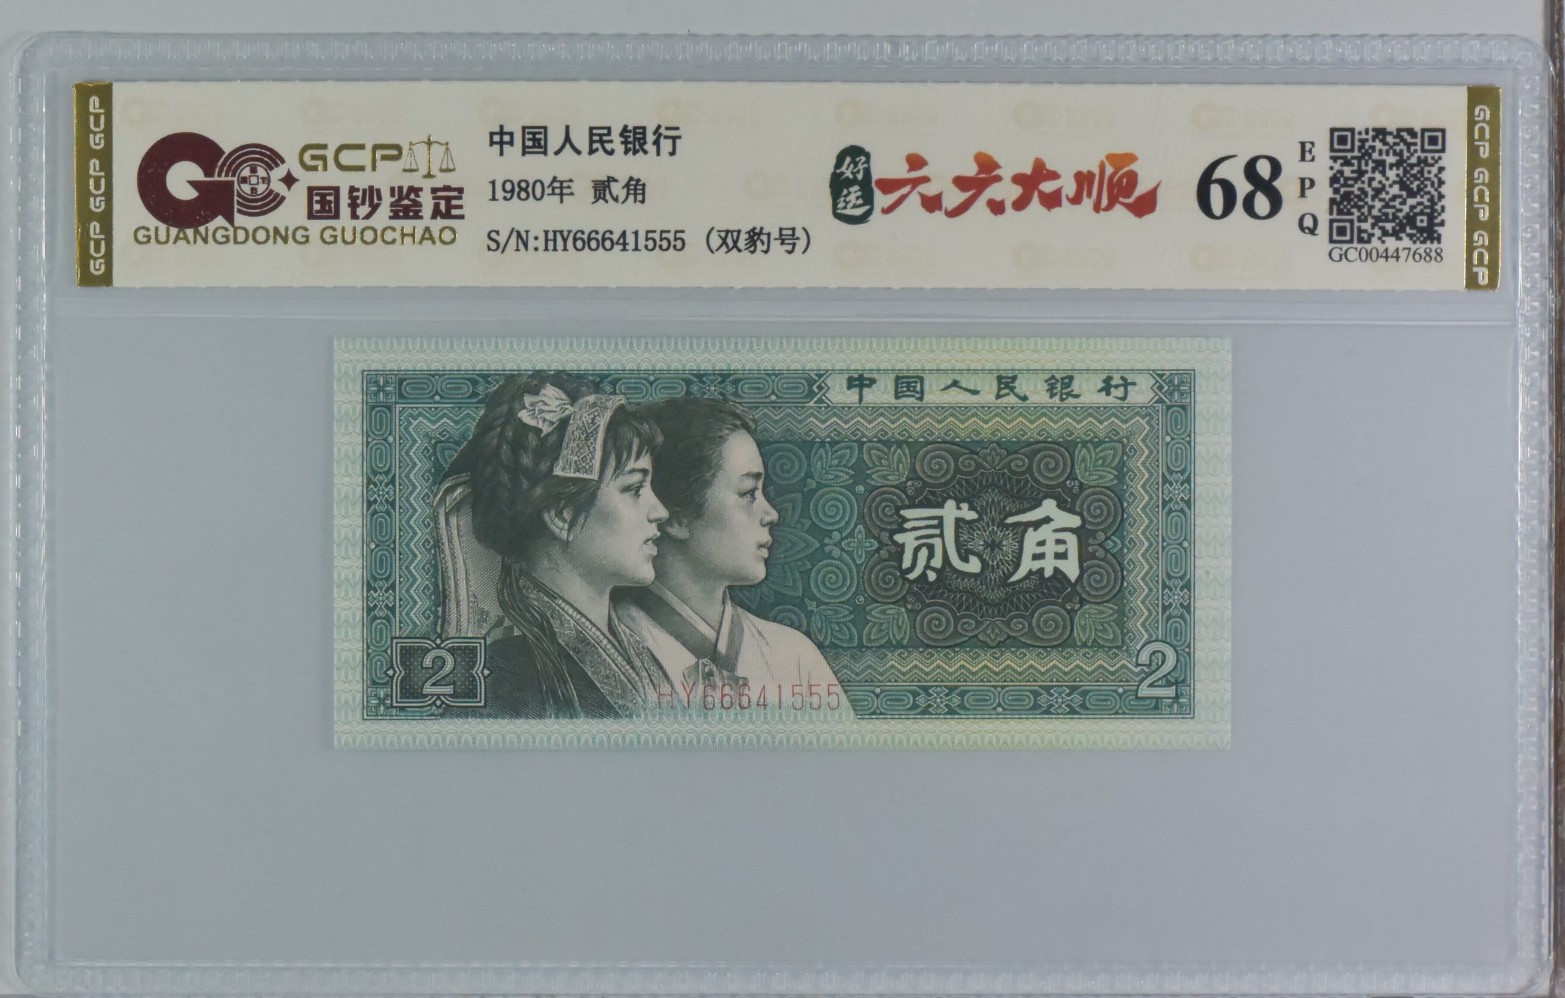 GCP GCP GCP
GCP
国钞鉴定
GUANGDONG GUOCHAO
中国人民银行
1980年 贰角
S/N:HY66641555 (双豹号)
好运
六六大顺
68
EPQ
GC00447688
GCP GCP GCP
中国人民银行
贰角
2
2
HY66641555